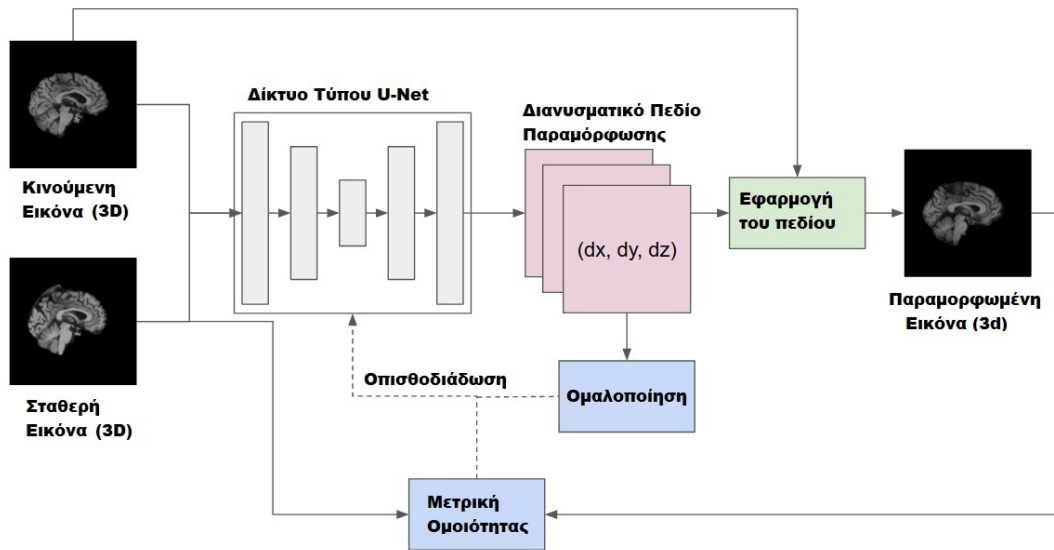 Δίκτυο Τύπου U-Net
Διανυσματικό Πεδίο
Παραμόρφωσης
Κινούμενη
Εικόνα (3D)
Εφαρμογή
του πεδίου
(dx, dy, dz)
Παραμορφωμένη
Εικόνα (3d)
Οπισθοδιάδωση
Ομαλοποίηση
Σταθερή
Εικόνα (3D)
Μετρική
Ομοιότητας